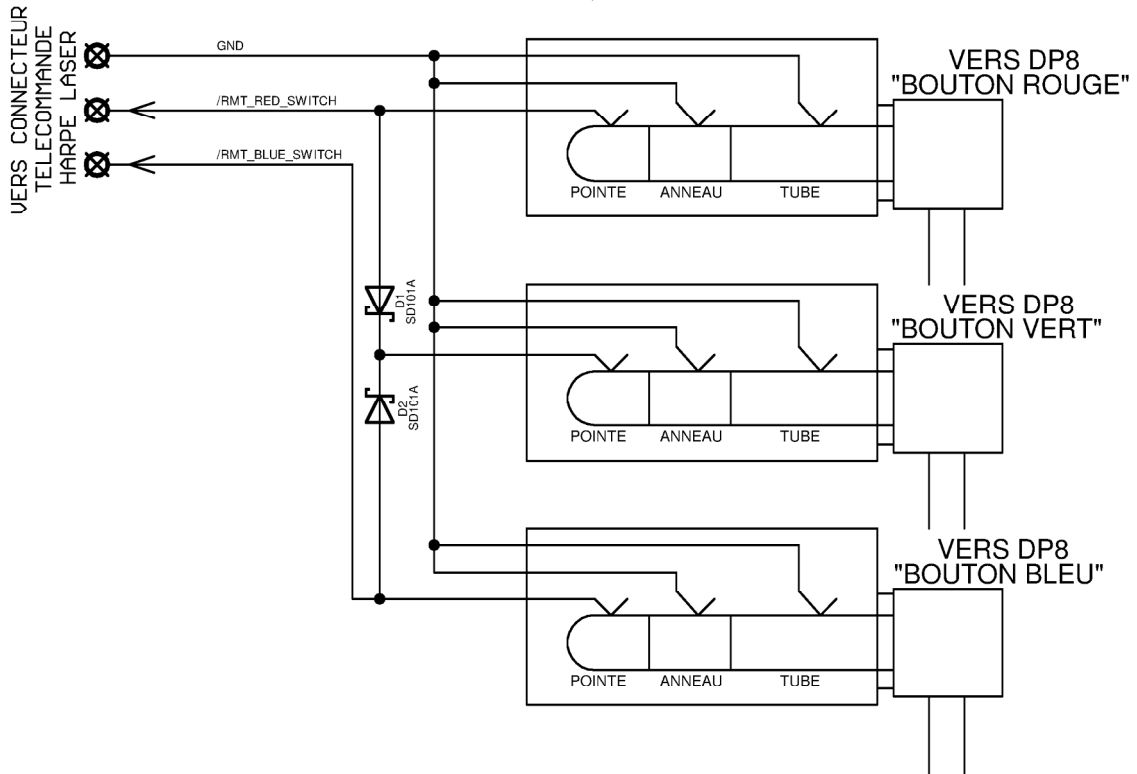 VERS CONNECTEUR
TELECOMMANDE
HARPE LASER
GND
/RMT_RED_SWITCH
/RMT_BLUE_SWITCH
VERS DP8
"BOUTON ROUGE"
POINTE ANNEAU TUBE
D1
SD101A
VERS DP8
"BOUTON VERT"
D2
SD101A
POINTE ANNEAU TUBE
VERS DP8
"BOUTON BLEU"
POINTE ANNEAU TUBE